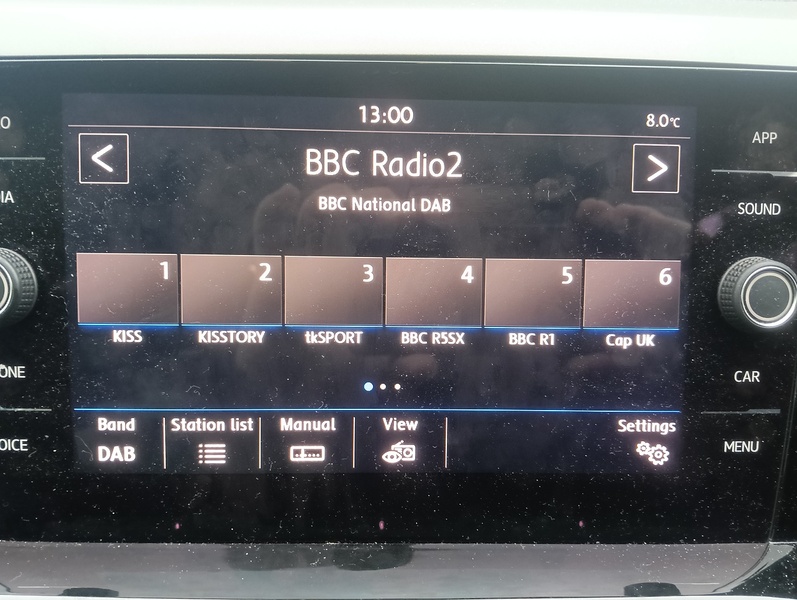 13:00
8.0°C
<
BBC Radio2
>
BBC National DAB
1 2 3 4 5 6
KISS KISSTORY tkSPORT BBC R5SX BBC R1 Cap UK
Band Station list Manual View Settings
DAB
APP
SOUND
CAR
MENU